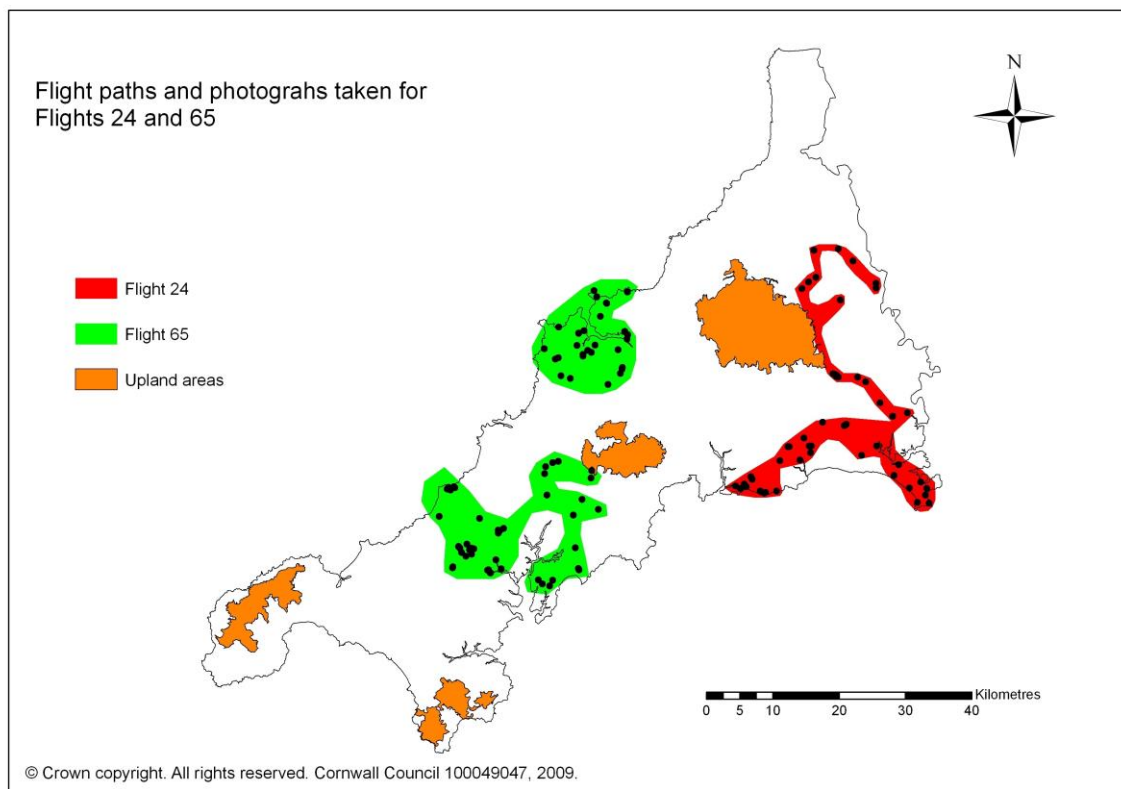 Flight paths and photograhs taken for
Flights 24 and 65
N
Flight 24
Flight 65
Upland areas
Kilometres
0 5 10 20 30 40
© Crown copyright. All rights reserved. Cornwall Council 100049047, 2009.